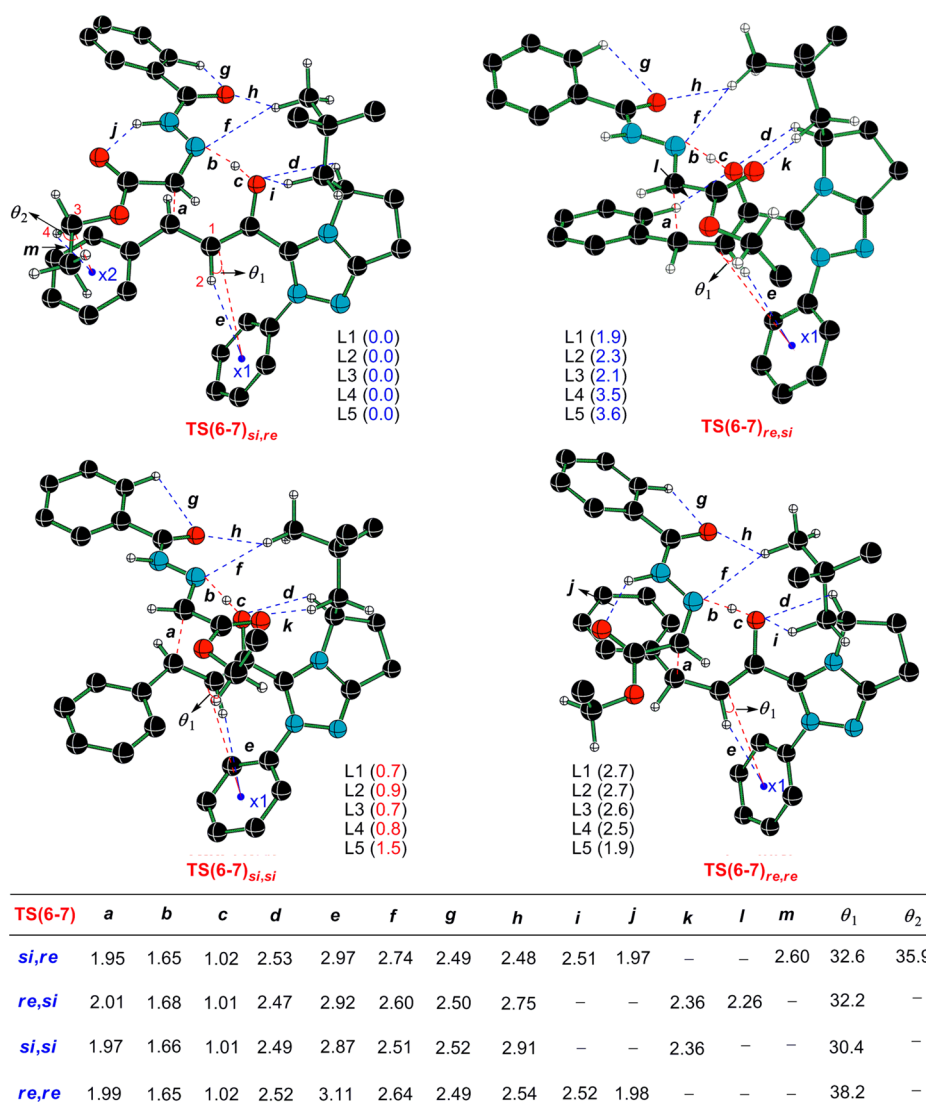 g
h
j
f
b
d
c
i
θ2
3
4
a
m
1
x2
2
θ1
e
x1
L1 (0.0)
L2 (0.0)
L3 (0.0)
L4 (0.0)
L5 (0.0)
TS(6-7)si,re
g
h
f
d
b
c
k
l
a
θ1
e
x1
L1 (1.9)
L2 (2.3)
L3 (2.1)
L4 (3.5)
L5 (3.6)
TS(6-7)re,si
g
h
f
b
d
c
k
a
θ1
e
x1
L1 (0.7)
L2 (0.9)
L3 (0.7)
L4 (0.8)
L5 (1.5)
TS(6-7)si,si
g
h
j
f
d
b
c
i
a
θ1
e
x1
L1 (2.7)
L2 (2.7)
L3 (2.6)
L4 (2.5)
L5 (1.9)
TS(6-7)re,re
TS(6-7) a b c d e f g h i j k l m θ1 θ2
si,re 1.95 1.65 1.02 2.53 2.97 2.74 2.49 2.48 2.51 1.97 – – 2.60 32.6 35.9
re,si 2.01 1.68 1.01 2.47 2.92 2.60 2.50 2.75 – – 2.36 2.26 – 32.2 –
si,si 1.97 1.66 1.01 2.49 2.87 2.51 2.52 2.91 – – 2.36 – 30.4 –
re,re 1.99 1.65 1.02 2.52 3.11 2.64 2.49 2.54 2.52 1.98 – – – 38.2 –